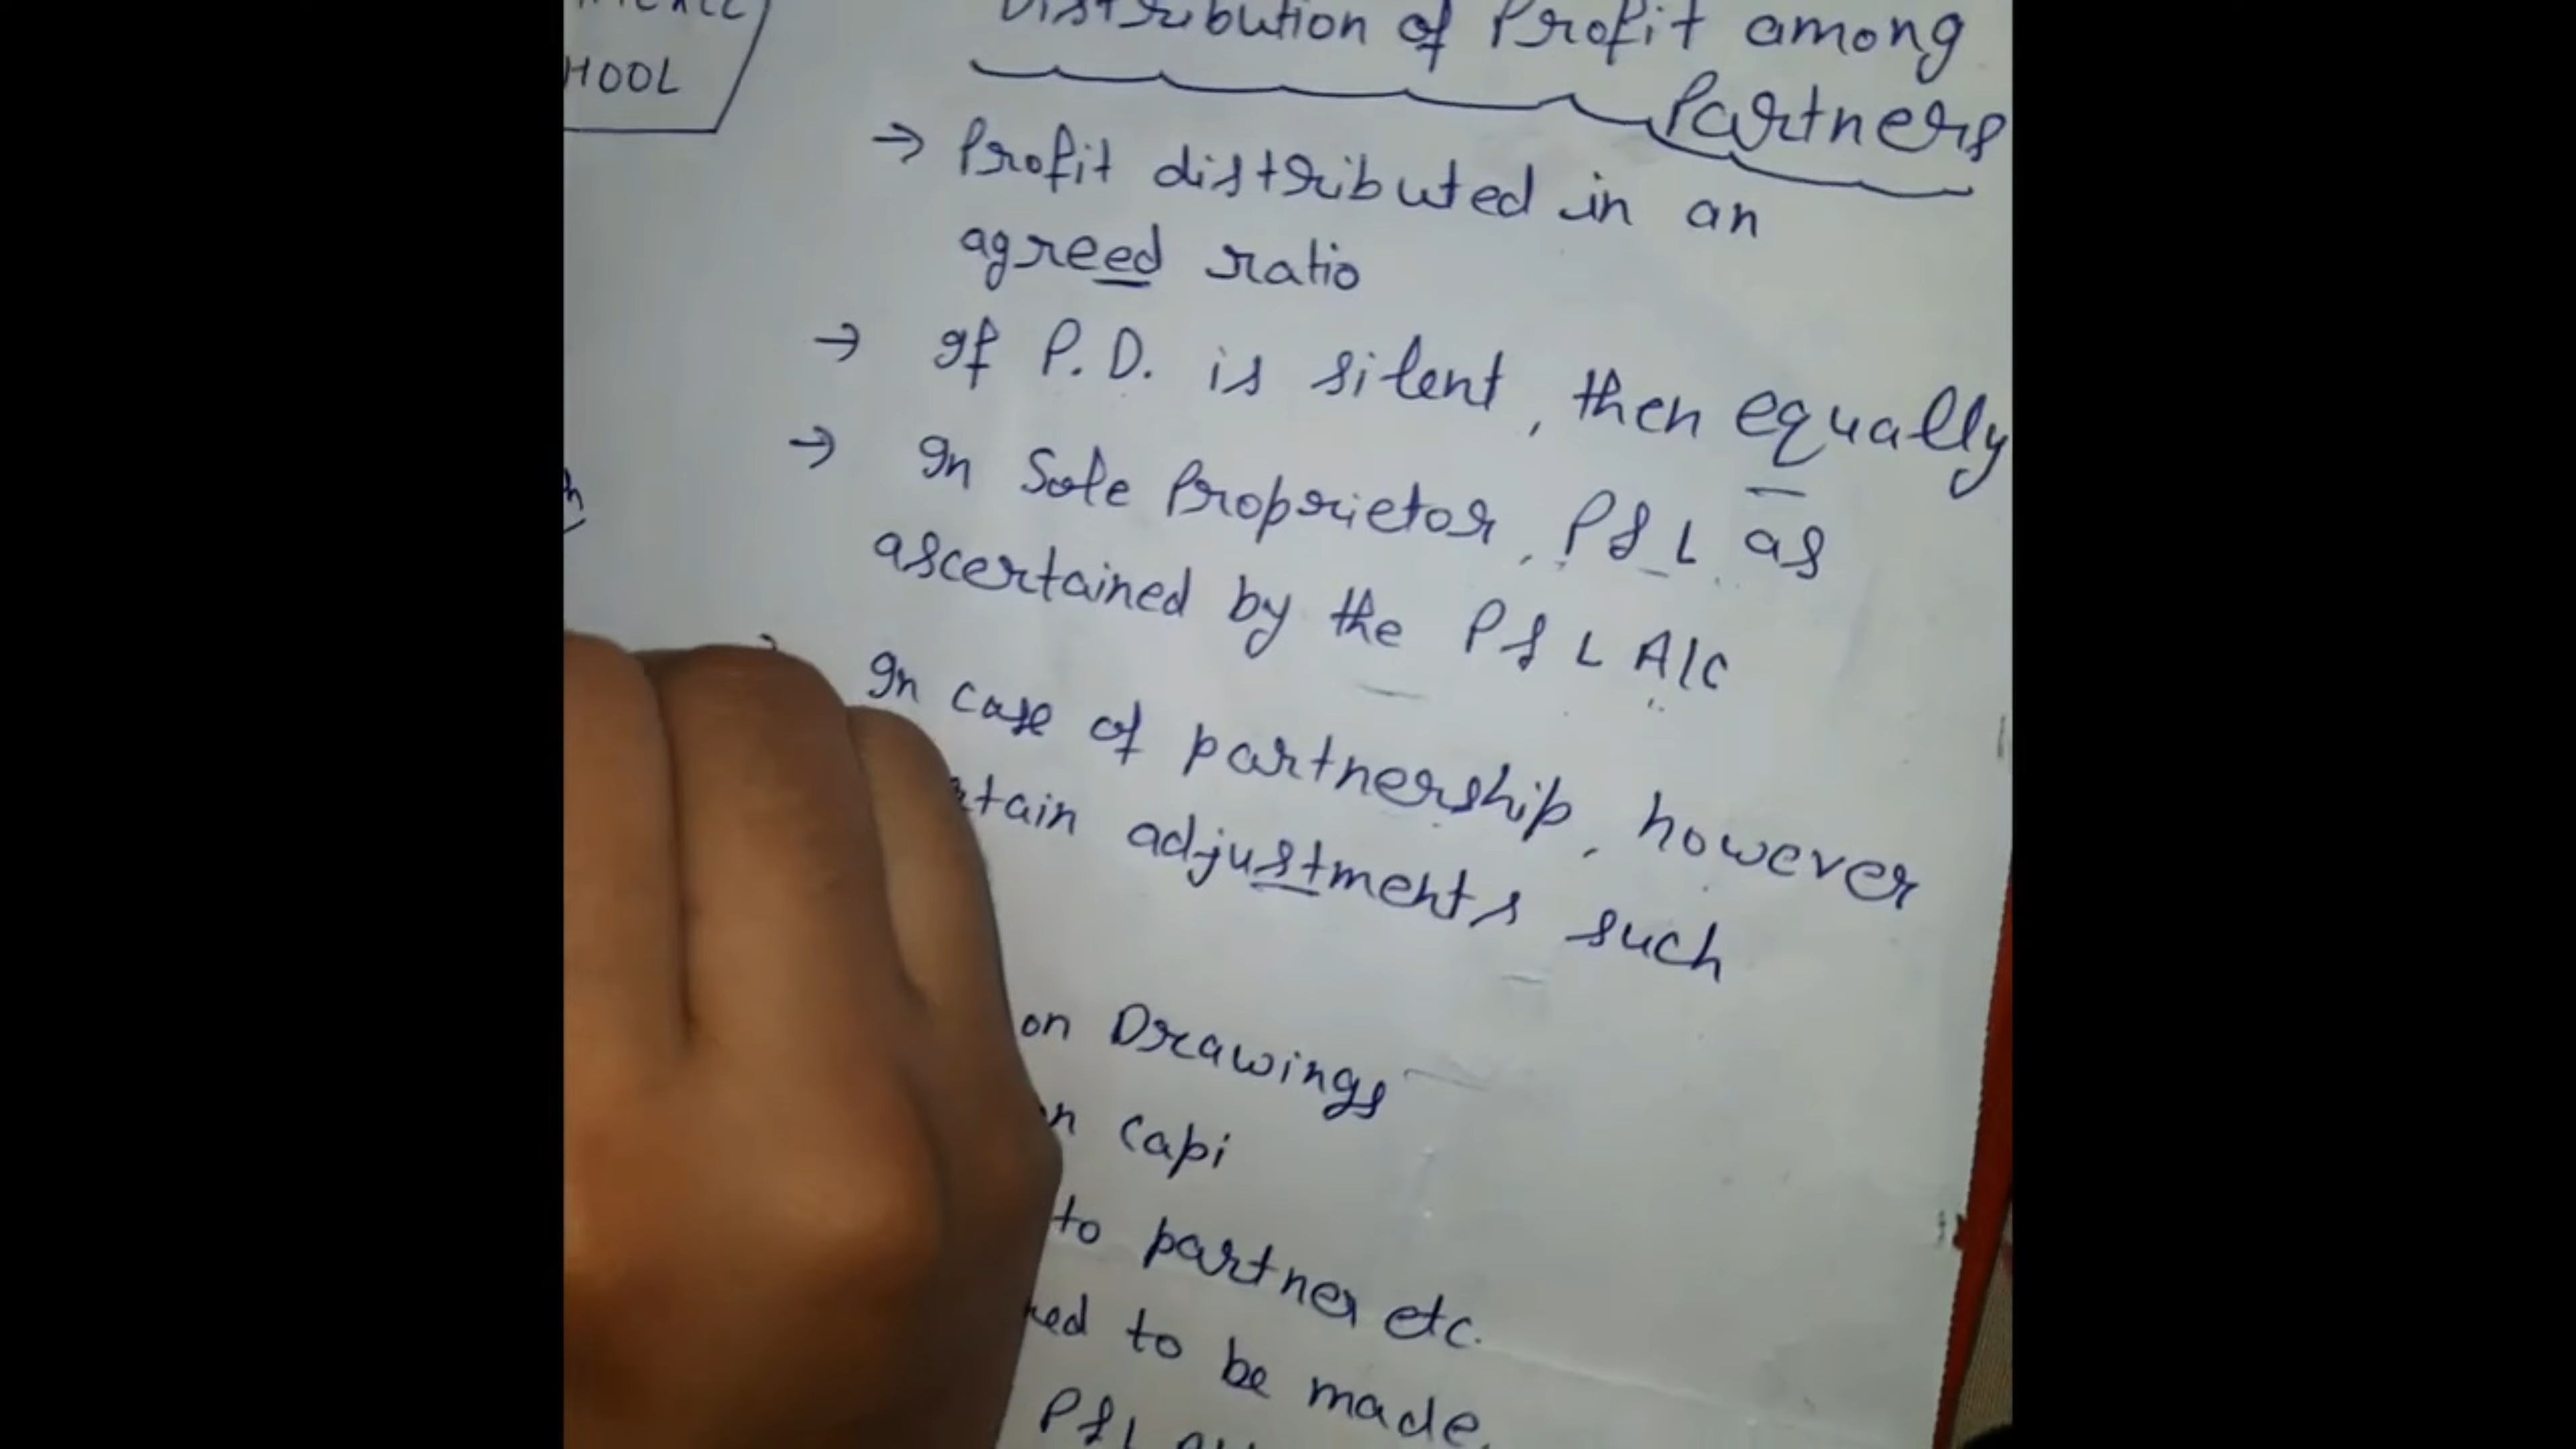 HOOL
Distribution of Profit among
Partners
→ Profit distributed in an
agreed ratio
→ If P.D. is silent, then equally
→ In Sole Proprietor, P & L as
ascertained by the P & L A/C
In case of partnership, however
tain adjustments such
on Drawings
n capi
to partner etc.
ed to be made.
P & L